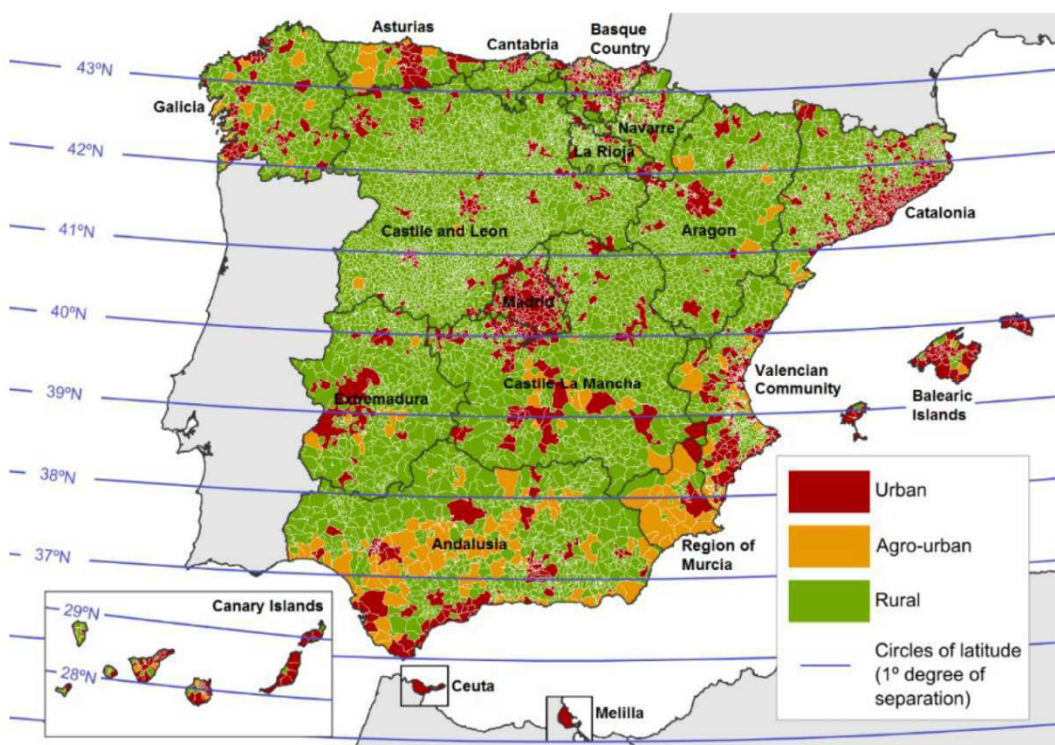 Asturias
Cantabria
Basque
Country
43ºN
Galicia
Navarre
La Rioja
42ºN
Catalonia
Castile and Leon
Aragon
41ºN
Madrid
40ºN
Valencian
Community
Castile-La Mancha
Extremadura
Balearic
Islands
39ºN
38ºN
Andalusia
Region of
Murcia
37ºN
Canary Islands
29ºN
28ºN
Ceuta
Melilla
Urban
Agro-urban
Rural
Circles of latitude
(1º degree of
separation)